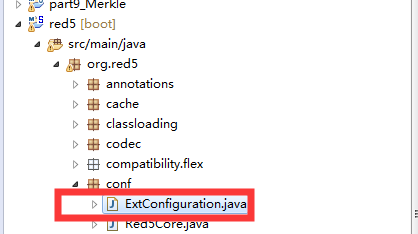 part9_Merkle
red5 [boot]
src/main/java
org.red5
annotations
cache
classloading
codec
compatibility.flex
conf
ExtConfiguration.java
Red5Core.java